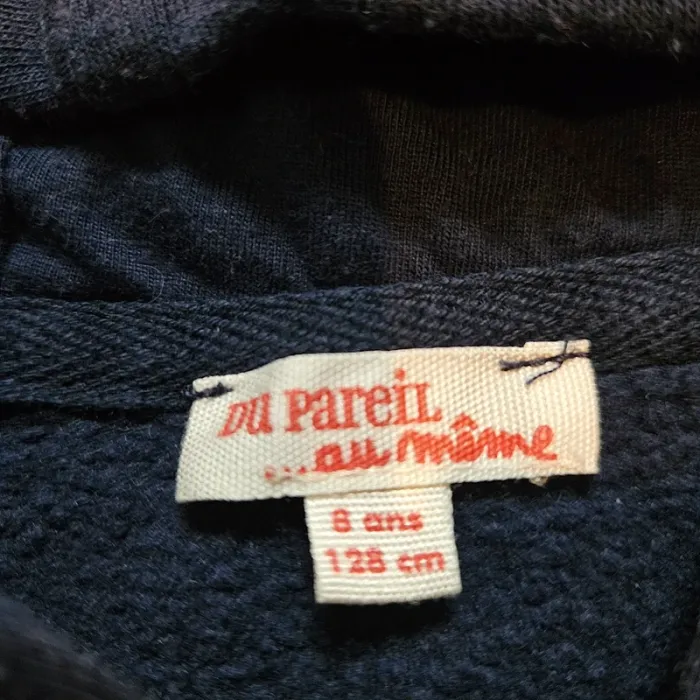 DU PAREIL
...au même
8 ans
128 cm